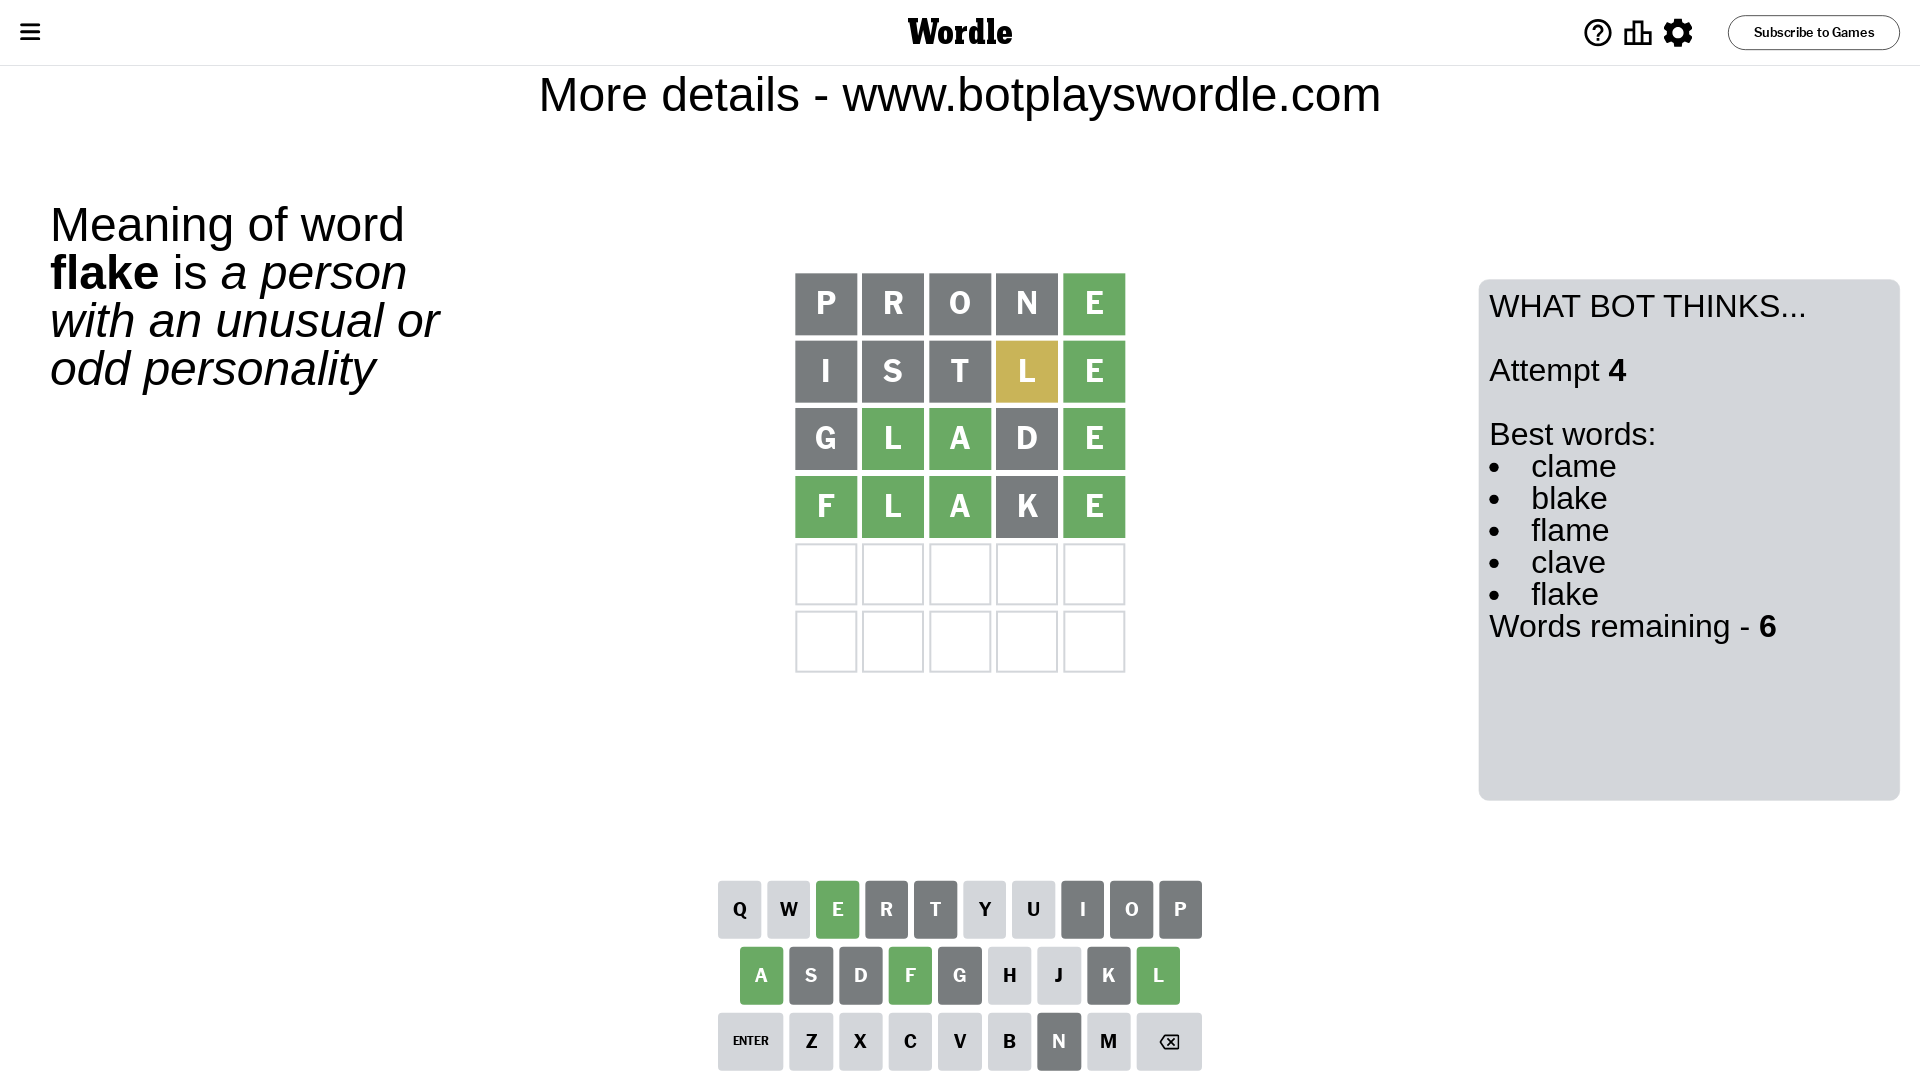 Wordle
Subscribe to Games
More details - www.botplayswordle.com
Meaning of word
flake is a person
with an unusual or
odd personality
P R O N E
I S T L E
G L A D E
F L A K E
WHAT BOT THINKS...
Attempt 4
Best words:
• clame
• blake
• flame
• clave
• flake
Words remaining - 6
Q W E R T Y U I O P
A S D F G H J K L
ENTER Z X C V B N M